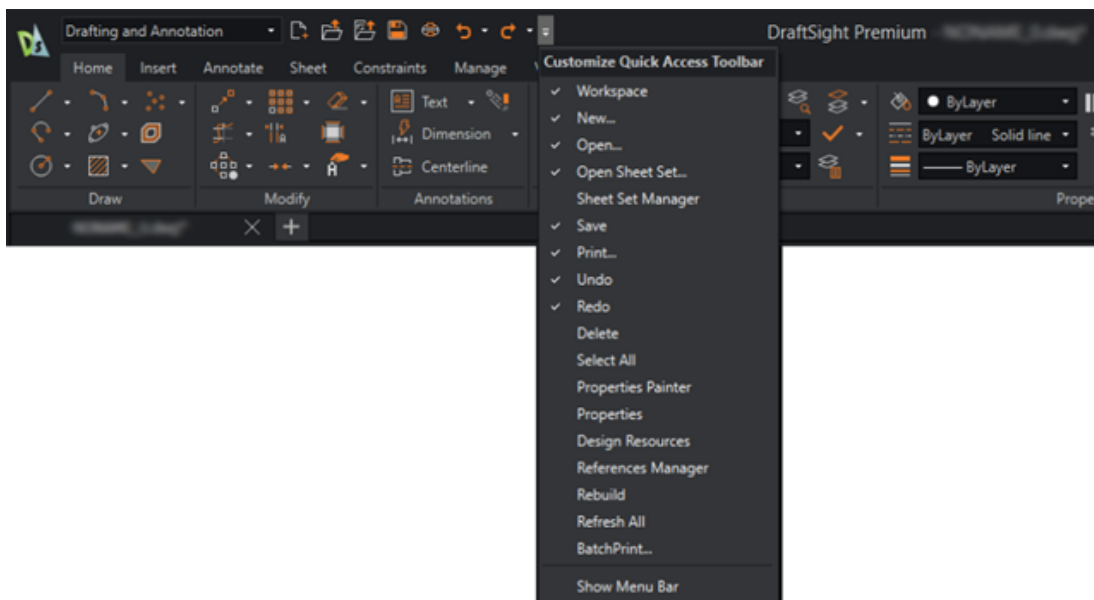 Drafting and Annotation
DraftSight Premium
Home Insert Annotate Sheet Constraints Manage
Customize Quick Access Toolbar
Workspace
New...
Open...
Open Sheet Set...
Sheet Set Manager
Save
Print...
Undo
Redo
Delete
Select All
Properties Painter
Properties
Design Resources
References Manager
Rebuild
Refresh All
BatchPrint...
Show Menu Bar
Text
Dimension
Centerline
ByLayer
ByLayer Solid line
ByLayer
Draw
Modify
Annotations
Prope